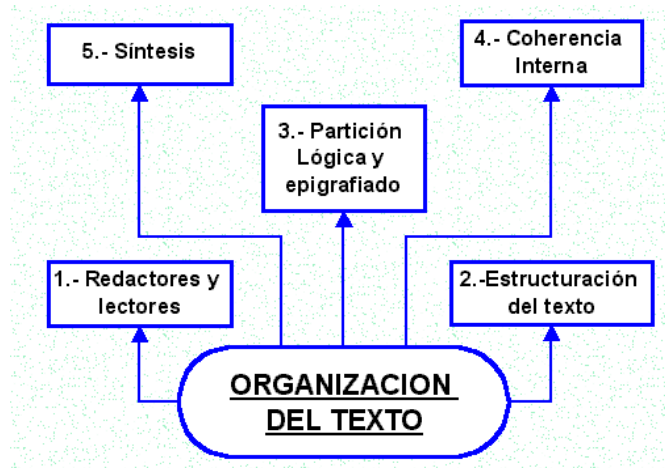 5.- Síntesis
4.- Coherencia
Interna
3.- Partición
Lógica y
epigrafiado
1.- Redactores y
lectores
2.-Estructuración
del texto
ORGANIZACION
DEL TEXTO